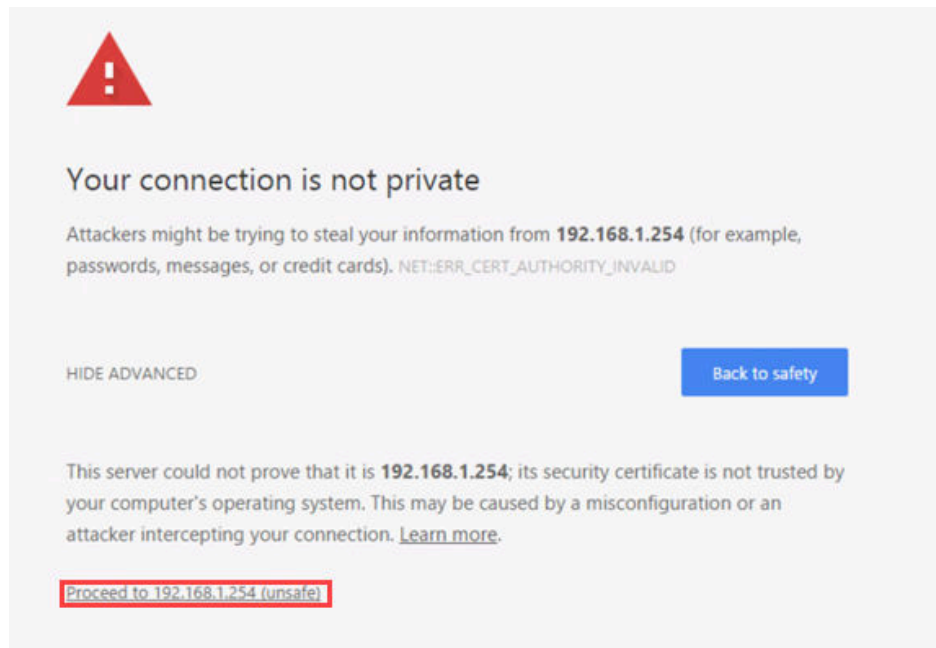 Your connection is not private
Attackers might be trying to steal your information from 192.168.1.254 (for example,
passwords, messages, or credit cards). NET::ERR_CERT_AUTHORITY_INVALID
HIDE ADVANCED
Back to safety
This server could not prove that it is 192.168.1.254; its security certificate is not trusted by
your computer's operating system. This may be caused by a misconfiguration or an
attacker intercepting your connection. Learn more.
Proceed to 192.168.1.254 (unsafe)